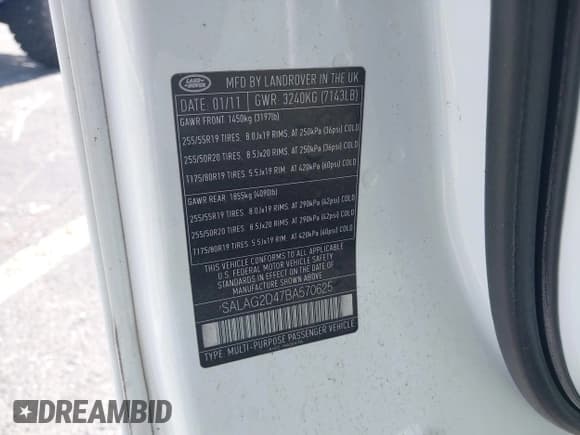 LAND ROVER
MFD BY LANDROVER IN THE UK
DATE: 01/11 GWR 3240KG (7143LB)
GAWR FRONT 1450kg (3197lb)
255/55R19 TIRES 8.0Jx19 RIMS, AT 250kPa (36psi) COLD
255/50R20 TIRES 8.5Jx20 RIMS, AT 250kPa (36psi) COLD
T175/80R19 TIRES 5.5Jx19 RIM, AT 420kPa (60psi) COLD
GAWR REAR 1855kg (4090lb)
255/55R19 TIRES 8.0Jx19 RIMS, AT 290kPa (42psi) COLD
255/50R20 TIRES 8.5Jx20 RIMS, AT 290kPa (42psi) COLD
T175/80R19 TIRES 5.5Jx19 RIM, AT 420kPa (60psi) COLD
THIS VEHICLE CONFORMS TO ALL APPLICABLE
U.S. FEDERAL MOTOR VEHICLE SAFETY
STANDARDS IN EFFECT ON THE DATE OF
MANUFACTURE SHOWN ABOVE
SALAG2D47BA570625
TYPE: MULTI-PURPOSE PASSENGER VEHICLE
DREAMBID